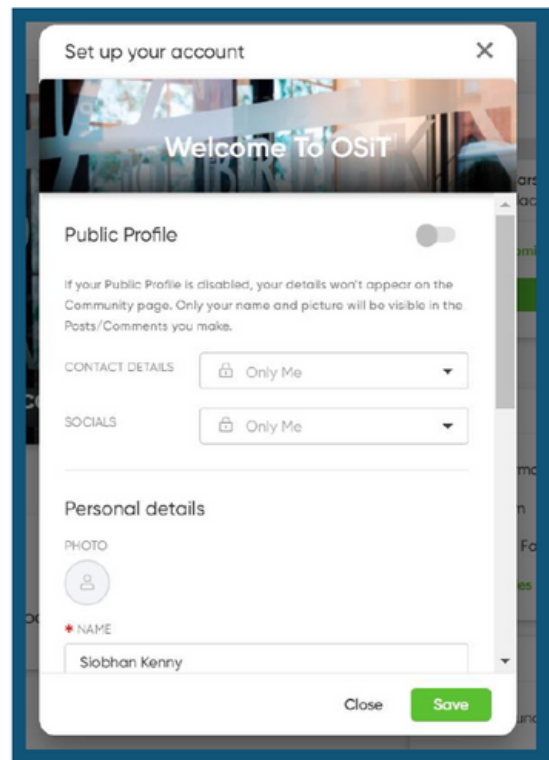 Set up your account
Welcome To OSiT
Public Profile
If your Public Profile is disabled, your details won't appear on the
Community page. Only your name and picture will be visible in the
Posts/Comments you make.
CONTACT DETAILS
Only Me
SOCIALS
Only Me
Personal details
PHOTO
* NAME
Siobhan Kenny
Close
Save